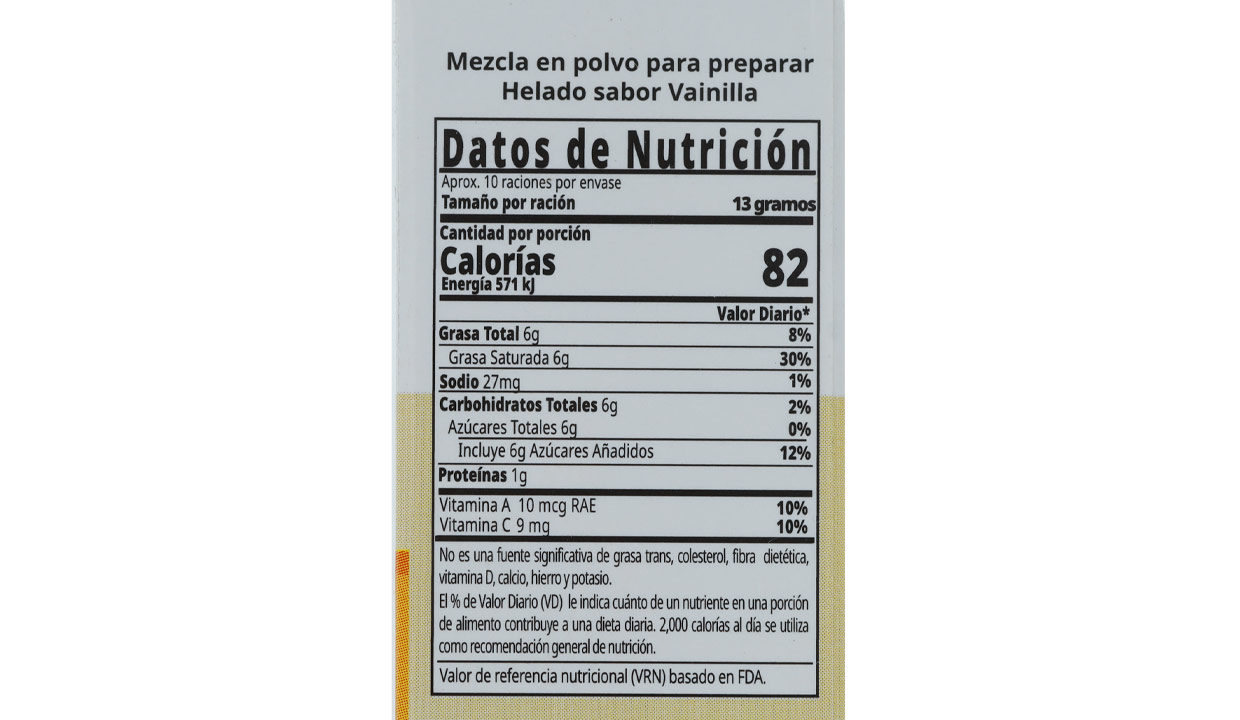 Mezcla en polvo para preparar
Helado sabor Vainilla
Datos de Nutrición
Aprox. 10 raciones por envase
Tamaño por ración 13 gramos
Cantidad por porción
Calorías 82
Energía 571 kJ
Valor Diario*
Grasa Total 6g 8%
Grasa Saturada 6g 30%
Sodio 27mg 1%
Carbohidratos Totales 6g 2%
Azúcares Totales 6g 0%
Incluye 6g Azúcares Añadidos 12%
Proteínas 1g
Vitamina A 10 mcg RAE 10%
Vitamina C 9 mg 10%
No es una fuente significativa de grasa trans, colesterol, fibra dietética,
vitamina D, calcio, hierro y potasio.
El % de Valor Diario (VD) le indica cuánto de un nutriente en una porción
de alimento contribuye a una dieta diaria. 2,000 calorías al día se utiliza
como recomendación general de nutrición.
Valor de referencia nutricional (VRN) basado en FDA.